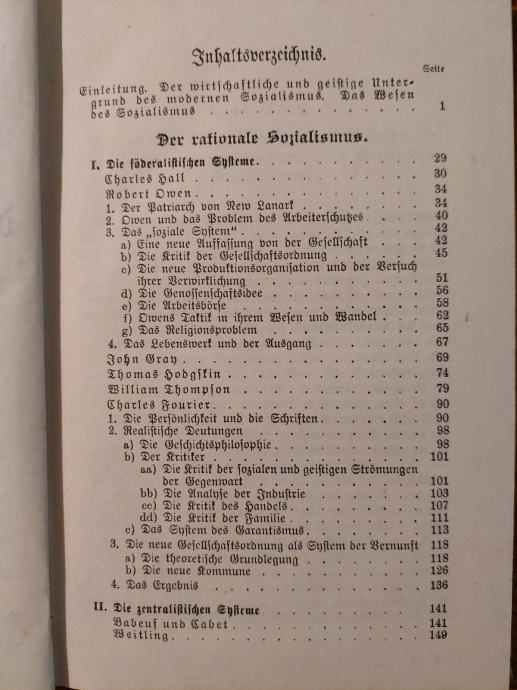 Inhaltsverzeichnis.
Seite
Einleitung. Der wirtschaftliche und geistige Unter-
grund des modernen Sozialismus. Das Wesen
des Sozialismus . . . . . . . . . . . 1
Der rationale Sozialismus.
I. Die föderalistischen Systeme. . . . . . . . . . 29
Charles Hall . . . . . . . . . . . . . 30
Robert Owen . . . . . . . . . . . . . 34
1. Der Patriarch von New Lanark . . . . . . . 34
2. Owen und das Problem des Arbeiterschutzes . . . 40
3. Das „soziale System“ . . . . . . . . . . 42
a) Eine neue Auffassung von der Gesellschaft . . . 42
b) Die Kritik der Gesellschaftsordnung . . . . . 45
c) Die neue Produktionsorganisation und der Versuch
ihrer Verwirklichung . . . . . . . . . . 51
d) Die Genossenschaftsidee . . . . . . . . . 56
e) Die Arbeitsbörse . . . . . . . . . . . 58
f) Owens Taktik in ihrem Wesen und Wandel . . . 62
g) Das Religionsproblem . . . . . . . . . . 65
4. Das Lebenswerk und der Ausgang . . . . . . 67
John Gray . . . . . . . . . . . . . . 69
Thomas Hodgskin . . . . . . . . . . . 74
William Thompson . . . . . . . . . . . 79
Charles Fourier . . . . . . . . . . . . 90
1. Die Persönlichkeit und die Schriften . . . . . . 90
2. Realistische Deutungen . . . . . . . . . . 98
a) Die Geschichtsphilosophie . . . . . . . . . 98
b) Der Kritiker . . . . . . . . . . . . 101
aa) Die Kritik der sozialen und geistigen Strömungen
der Gegenwart . . . . . . . . . . . 101
bb) Die Analyse der Industrie . . . . . . . 103
cc) Die Kritik des Handels . . . . . . . . 107
dd) Die Kritik der Familie . . . . . . . . 111
c) Das System des Garantismus . . . . . . . 113
3. Die neue Gesellschaftsordnung als System der Vernunft 118
a) Die theoretische Grundlegung . . . . . . . 118
b) Die neue Kommune . . . . . . . . . . 126
4. Das Ergebnis . . . . . . . . . . . . 136
II. Die zentralistischen Systeme . . . . . . . . . 141
Babeuf und Cabet . . . . . . . . . . . 141
Weitling . . . . . . . . . . . . . . 149